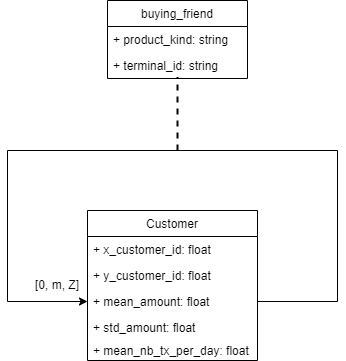 buying_friend
+ product_kind: string
+ terminal_id: string
[0, m, Z]
Customer
+ x_customer_id: float
+ y_customer_id: float
+ mean_amount: float
+ std_amount: float
+ mean_nb_tx_per_day: float